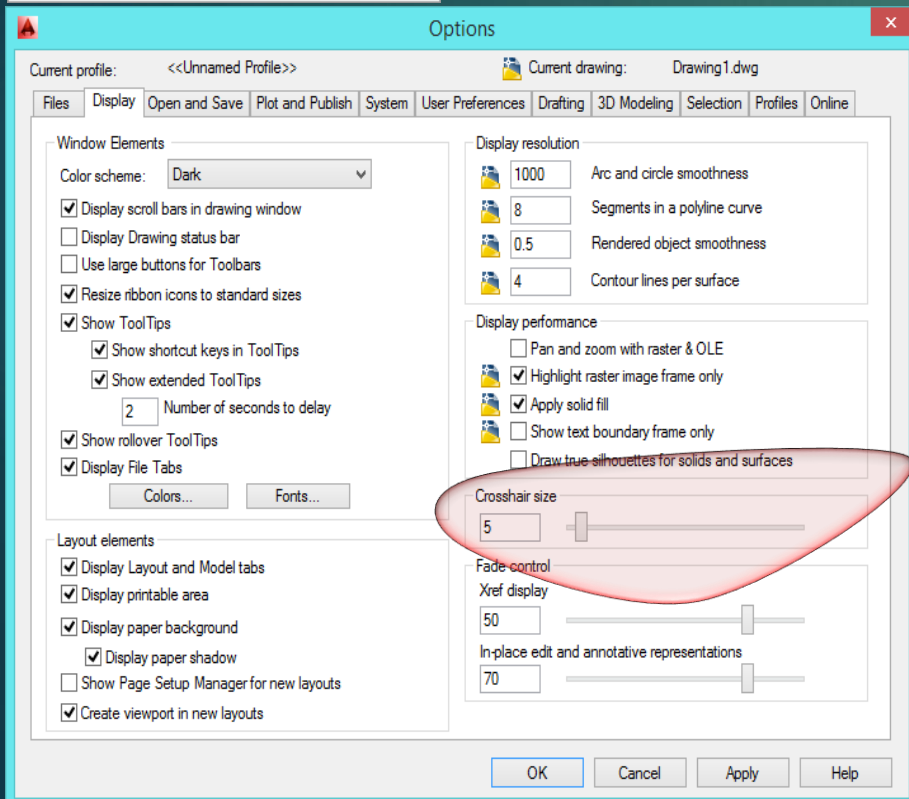 Options
Current profile: <<Unnamed Profile>> Current drawing: Drawing1.dwg
Files Display Open and Save Plot and Publish System User Preferences Drafting 3D Modeling Selection Profiles Online
Window Elements
Color scheme: Dark
Display scroll bars in drawing window
Display Drawing status bar
Use large buttons for Toolbars
Resize ribbon icons to standard sizes
Show ToolTips
Show shortcut keys in ToolTips
Show extended ToolTips
2 Number of seconds to delay
Show rollover ToolTips
Display File Tabs
Colors... Fonts...
Layout elements
Display Layout and Model tabs
Display printable area
Display paper background
Display paper shadow
Show Page Setup Manager for new layouts
Create viewport in new layouts
Display resolution
1000 Arc and circle smoothness
8 Segments in a polyline curve
0.5 Rendered object smoothness
4 Contour lines per surface
Display performance
Pan and zoom with raster & OLE
Highlight raster image frame only
Apply solid fill
Show text boundary frame only
Draw true silhouettes for solids and surfaces
Crosshair size
5
Fade control
Xref display
50
In-place edit and annotative representations
70
OK Cancel Apply Help